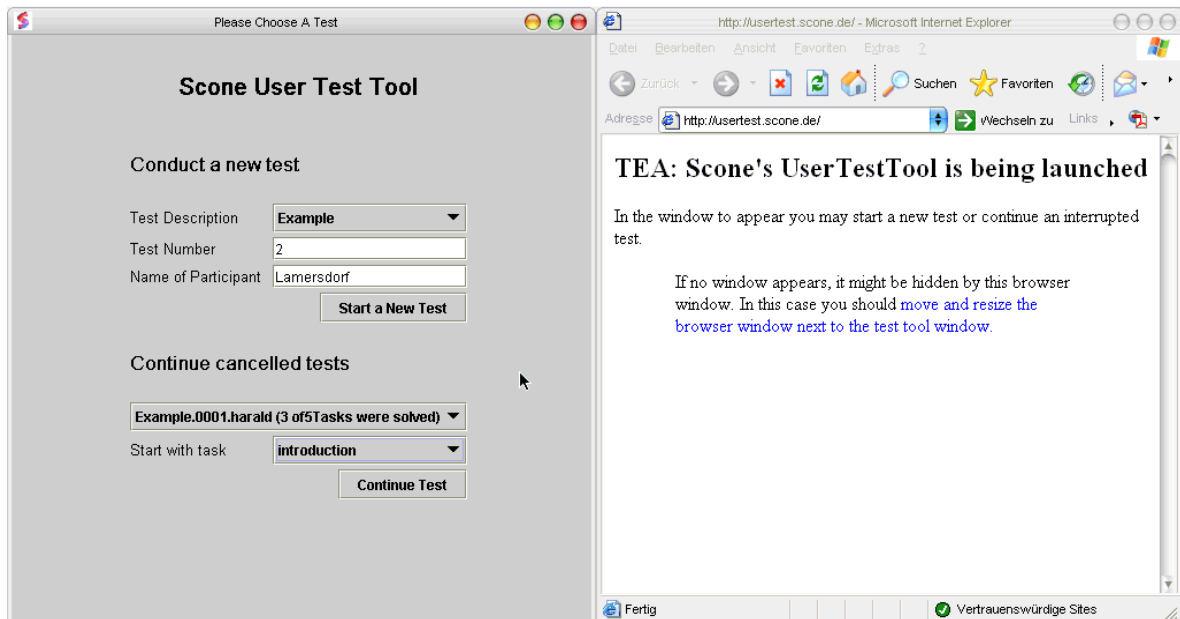 Please Choose A Test
Scone User Test Tool
Conduct a new test
Test Description Example
Test Number 2
Name of Participant Lamersdorf
Start a New Test
Continue cancelled tests
Example.0001.harald (3 of5Tasks were solved)
Start with task introduction
Continue Test
http://usertest.scone.de/ - Microsoft Internet Explorer
Datei Bearbeiten Ansicht Favoriten Extras ?
Zurück Suchen Favoriten
Adresse http://usertest.scone.de/ Wechseln zu Links
TEA: Scone's UserTestTool is being launched
In the window to appear you may start a new test or continue an interrupted
test.
If no window appears, it might be hidden by this browser
window. In this case you should move and resize the
browser window next to the test tool window.
Fertig Vertrauenswürdige Sites